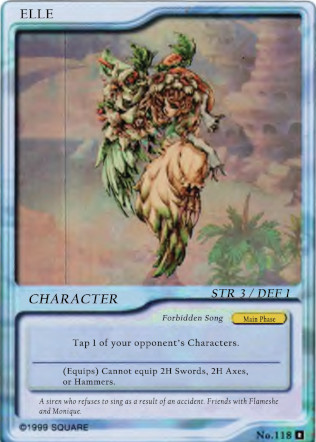 ELLE
CHARACTER
STR 3 / DEF 1
Forbidden Song Main Phase
Tap 1 of your opponent's Characters.
(Equips) Cannot equip 2H Swords, 2H Axes,
or Hammers.
A siren who refuses to sing as a result of an accident. Friends with Flameshe
and Monique.
©1999 SQUARE
No.118